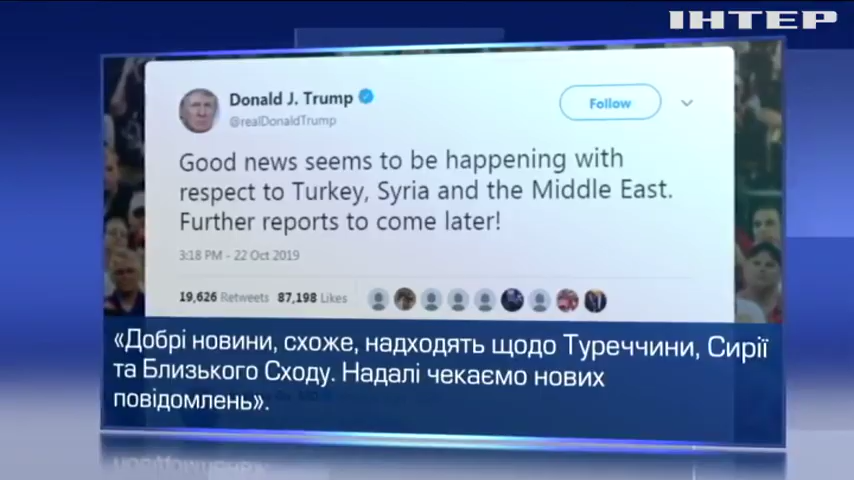 ІНТЕР
Donald J. Trump
@realDonaldTrump
Follow
Good news seems to be happening with
respect to Turkey, Syria and the Middle East.
Further reports to come later!
3:18 PM - 22 Oct 2019
19,626 Retweets 87,198 Likes
«Добрі новини, схоже, надходять щодо Туреччини, Сирії
та Близького Сходу. Надалі чекаємо нових
повідомлень».